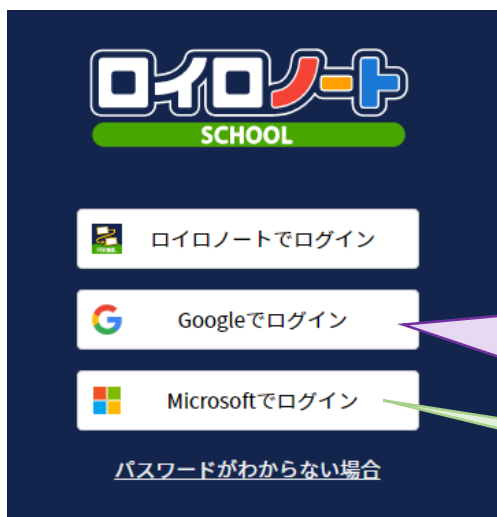 ロイロノート
SCHOOL
SCHOOL
ロイロノートでログイン
Googleでログイン
Microsoftでログイン
パスワードがわからない場合